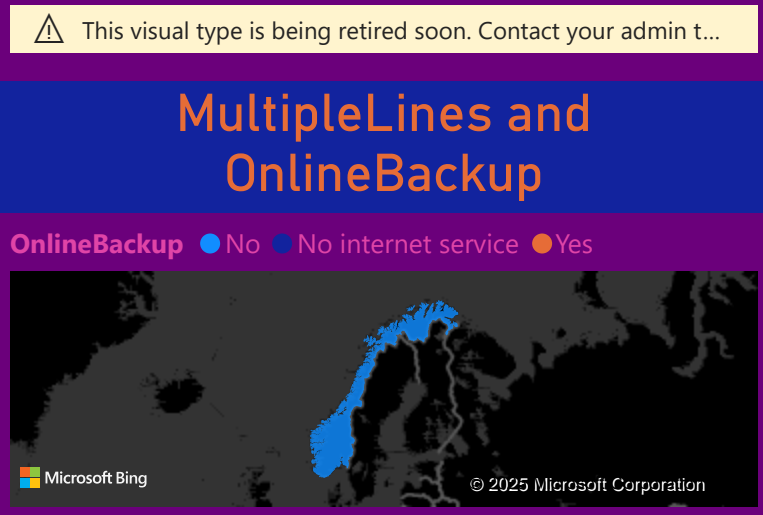 This visual type is being retired soon. Contact your admin t...
MultipleLines and
OnlineBackup
OnlineBackup No No internet service Yes
Microsoft Bing
© 2025 Microsoft Corporation